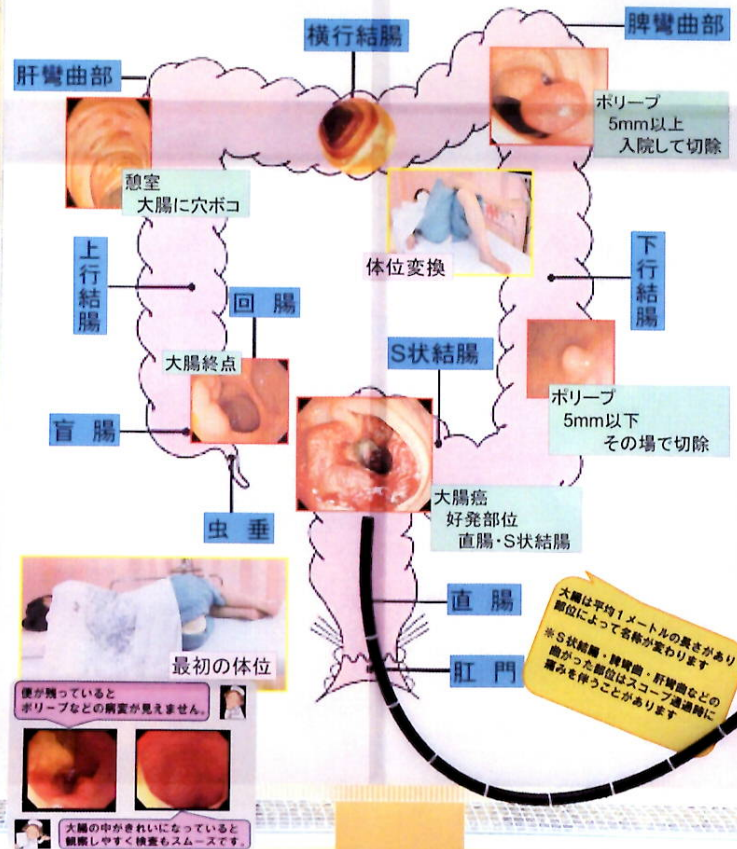 横行結腸
脾彎曲部
肝彎曲部
ポリープ
5mm以上
入院して切除
憩室
大腸に穴ボコ
体位変換
上行結腸
下行結腸
回腸
大腸終点
S状結腸
ポリープ
5mm以下
その場で切除
盲腸
大腸癌
好発部位
直腸・S状結腸
虫垂
直腸
最初の体位
肛門
大腸は平均1メートルの長さがあり
部位によって名称が変わります
※S状結腸・脾彎曲・肝彎曲などの
曲がった部位はスコープ通過時に
痛みを伴うことがあります
便が残っていると
ポリープなどの病変が見えません。
大腸の中がきれいになっていると
観察しやすく検査もスムーズです。